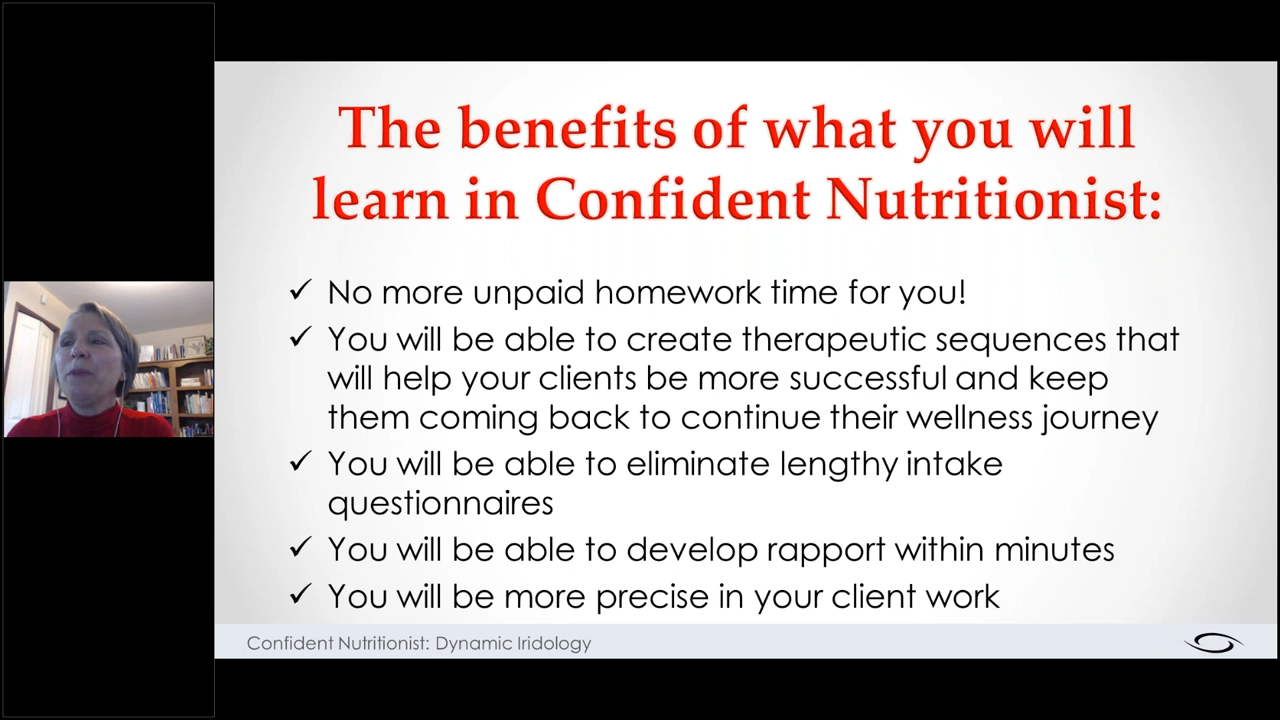 The benefits of what you will
learn in Confident Nutritionist:
✓ No more unpaid homework time for you!
✓ You will be able to create therapeutic sequences that
will help your clients be more successful and keep
them coming back to continue their wellness journey
✓ You will be able to eliminate lengthy intake
questionnaires
✓ You will be able to develop rapport within minutes
✓ You will be more precise in your client work
Confident Nutritionist: Dynamic Iridology